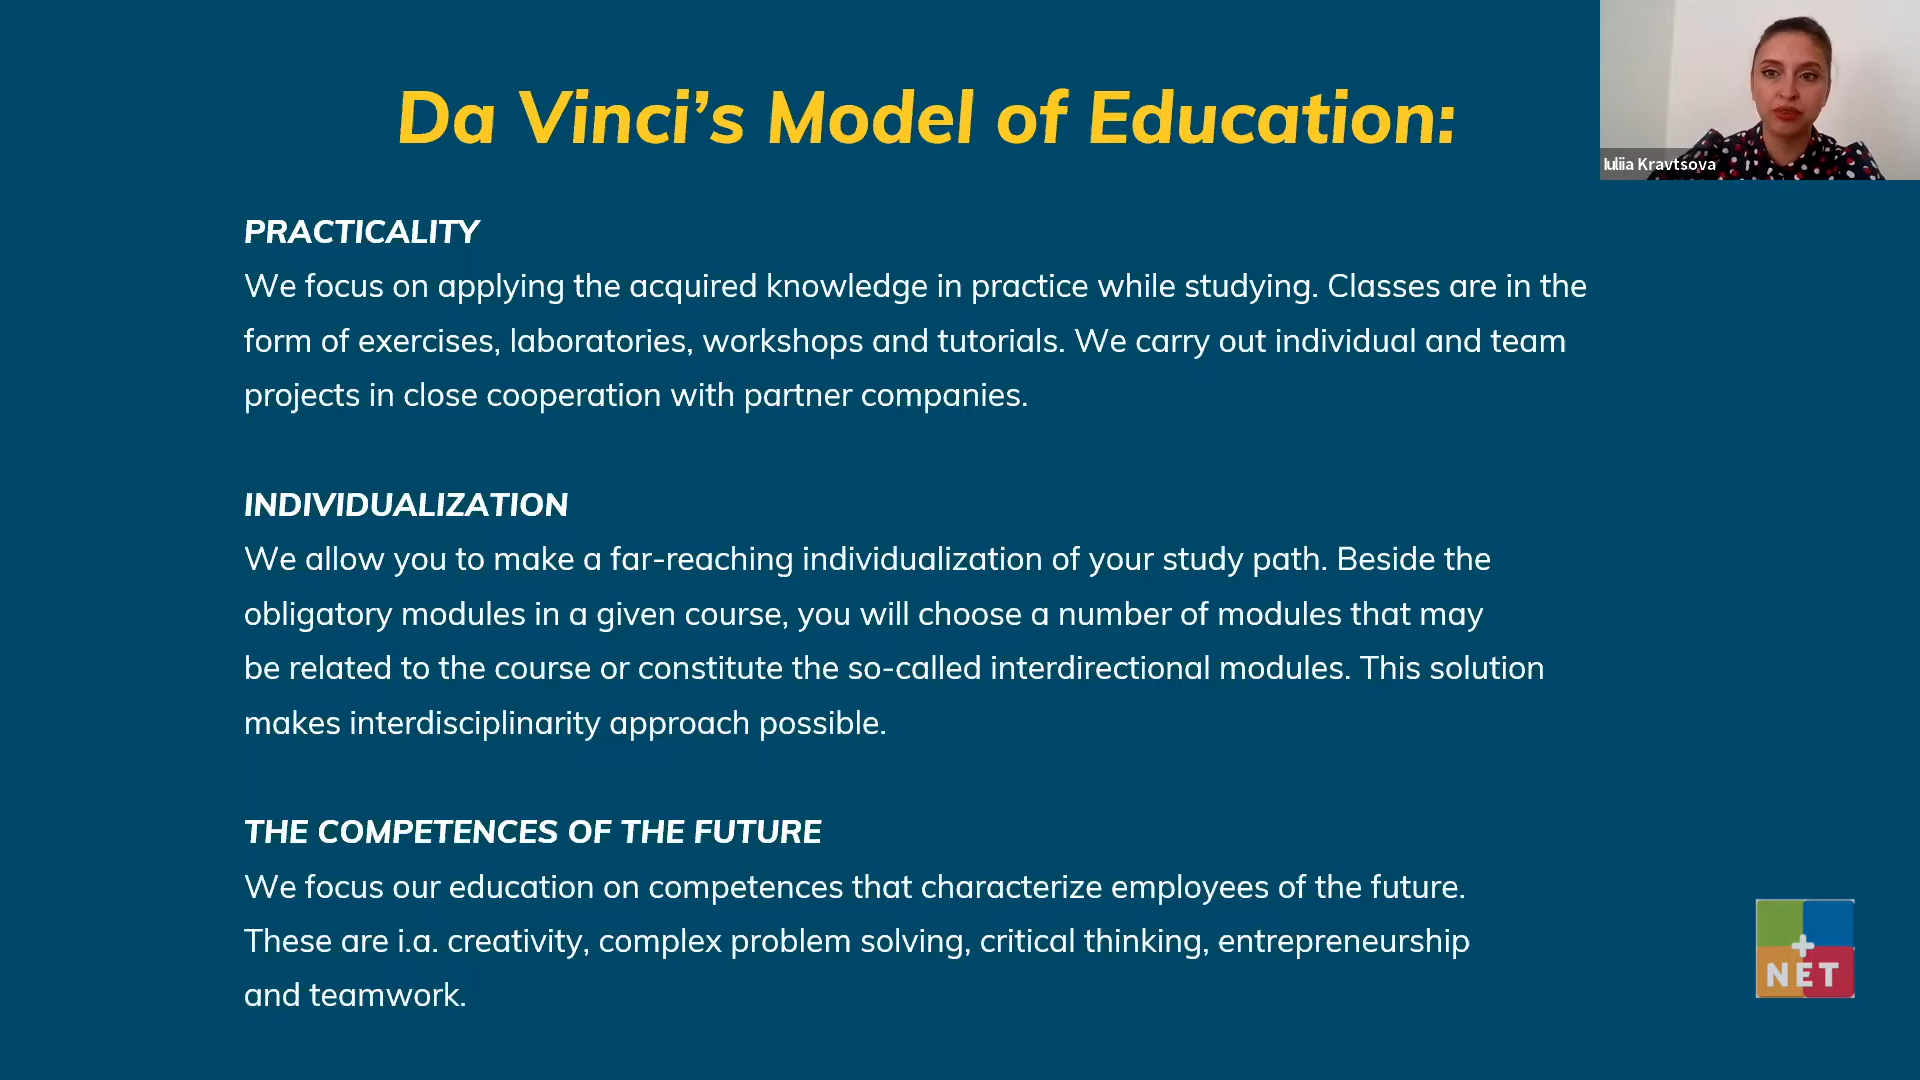 Da Vinci’s Model of Education:
Iuliia Kravtsova
PRACTICALITY
We focus on applying the acquired knowledge in practice while studying. Classes are in the
form of exercises, laboratories, workshops and tutorials. We carry out individual and team
projects in close cooperation with partner companies.
INDIVIDUALIZATION
We allow you to make a far-reaching individualization of your study path. Beside the
obligatory modules in a given course, you will choose a number of modules that may
be related to the course or constitute the so-called interdirectional modules. This solution
makes interdisciplinarity approach possible.
THE COMPETENCES OF THE FUTURE
We focus our education on competences that characterize employees of the future.
These are i.a. creativity, complex problem solving, critical thinking, entrepreneurship
and teamwork.
+
NET